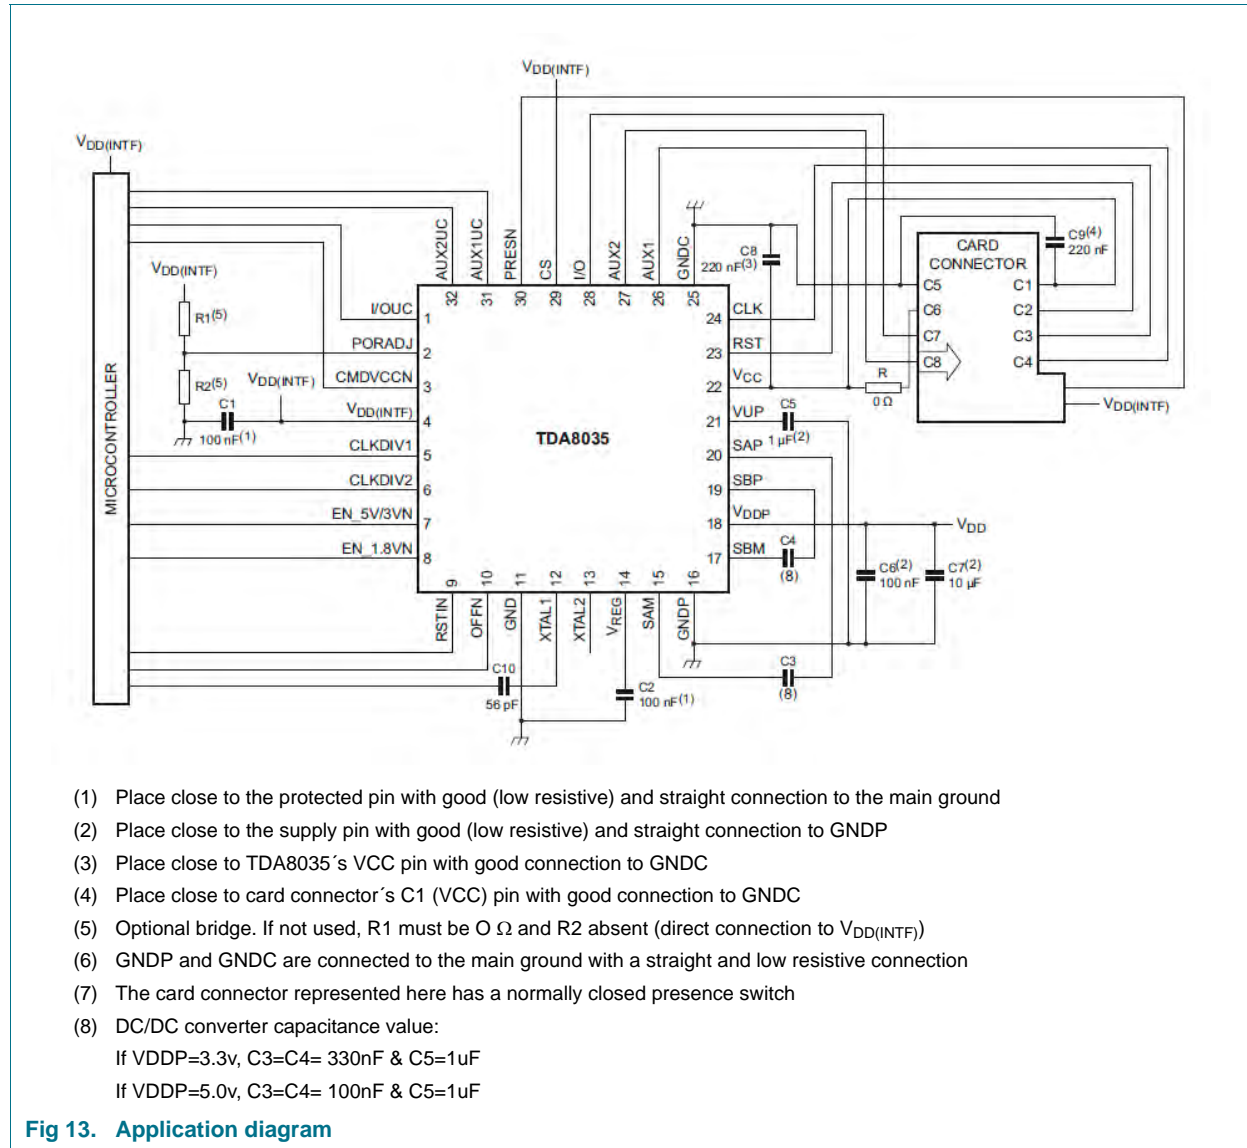 VDD(INTF)
VDD(INTF)
MICROCONTROLLER
AUX2UC
AUX1UC
PRESN
CS
I/O
AUX2
AUX1
GNDC
32
31
30
29
28
27
26
25
C8
220 nF(3)
C9(4)
220 nF
CARD
CONNECTOR
C5
C6
C7
C8
C1
C2
C3
C4
VDD(INTF)
VDD(INTF)
R1(5)
R2(5)
VDD(INTF)
C1
100 nF(1)
I/OUC
1
PORADJ
2
CMDVCCN
3
VDD(INTF)
4
CLKDIV1
5
CLKDIV2
6
EN_5V/3VN
7
EN_1.8VN
8
TDA8035
24 CLK
23 RST
22 VCC
21 VUP
20 SAP
19 SBP
18 VDDP
17 SBM
R
0 Ω
C5
1 µF(2)
C4
(8)
VDD
C6(2)
100 nF
C7(2)
10 µF
9
10
11
12
13
14
15
16
RSTIN
OFFN
GND
XTAL1
XTAL2
VREG
SAM
GNDP
C10
56 pF
C2
100 nF(1)
C3
(8)
(1) Place close to the protected pin with good (low resistive) and straight connection to the main ground
(2) Place close to the supply pin with good (low resistive) and straight connection to GNDP
(3) Place close to TDA8035´s VCC pin with good connection to GNDC
(4) Place close to card connector´s C1 (VCC) pin with good connection to GNDC
(5) Optional bridge. If not used, R1 must be O Ω and R2 absent (direct connection to VDD(INTF))
(6) GNDP and GNDC are connected to the main ground with a straight and low resistive connection
(7) The card connector represented here has a normally closed presence switch
(8) DC/DC converter capacitance value:
If VDDP=3.3v, C3=C4= 330nF & C5=1uF
If VDDP=5.0v, C3=C4= 100nF & C5=1uF
Fig 13. Application diagram